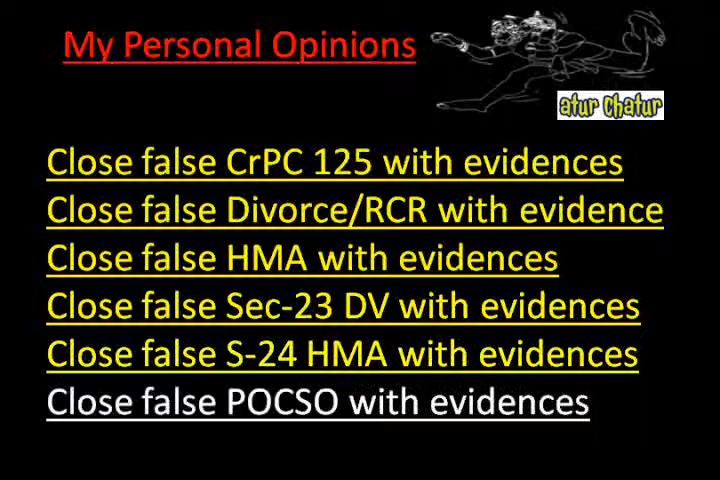 My Personal Opinions
atur Chatur
Close false CrPC 125 with evidences
Close false Divorce/RCR with evidence
Close false HMA with evidences
Close false Sec-23 DV with evidences
Close false S-24 HMA with evidences
Close false POCSO with evidences